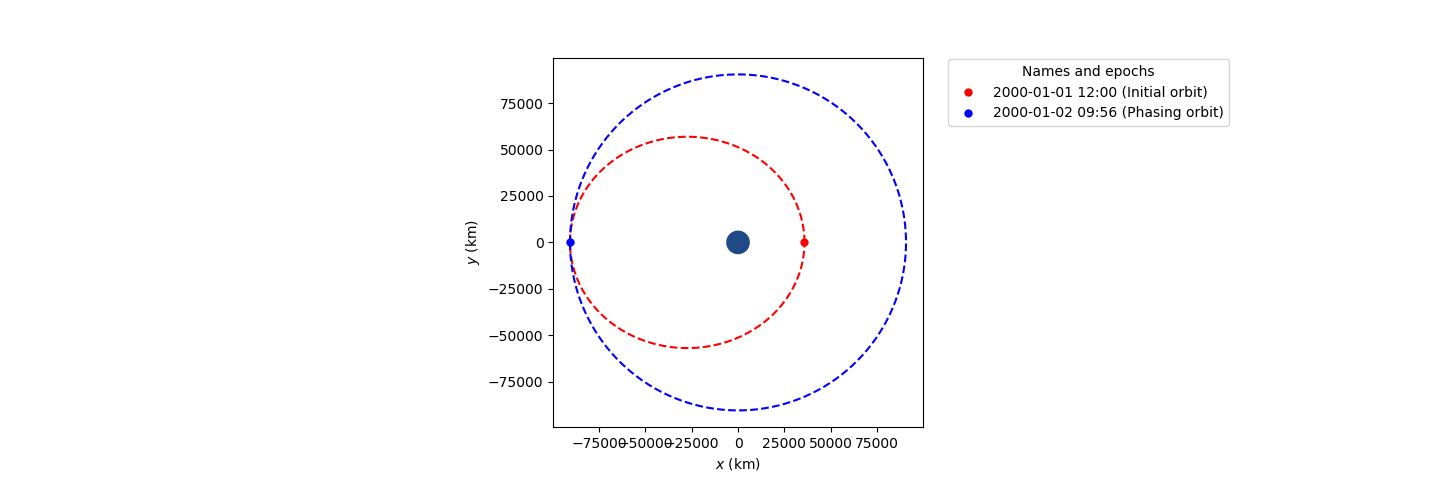 Names and epochs
2000-01-01 12:00 (Initial orbit)
2000-01-02 09:56 (Phasing orbit)
75000
50000
25000
0
−25000
−50000
−75000
y (km)
−75000 −50000 −25000 0 25000 50000 75000
x (km)